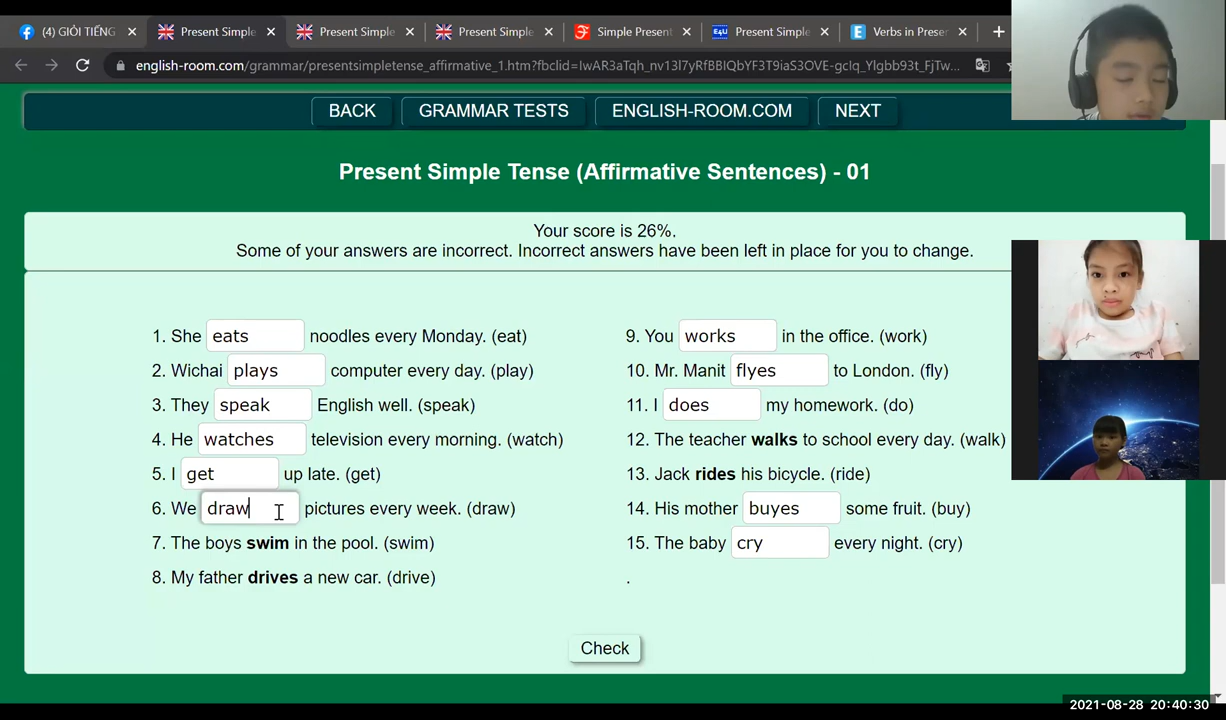 (4) GIỎI TIẾNG
Present Simple
Present Simple
Present Simple
Simple Present
E4U
Present Simple
E
Verbs in Preser
english-room.com/grammar/presentsimpletense_affirmative_1.htm?fbclid=IwAR3aTqh_nv13l7yRfBBIQbYF3T9iaS3OVE-gcIq_Ylgbb93t_FjTw...
BACK
GRAMMAR TESTS
ENGLISH-ROOM.COM
NEXT
Present Simple Tense (Affirmative Sentences) - 01
Your score is 26%.
Some of your answers are incorrect. Incorrect answers have been left in place for you to change.
1. She eats noodles every Monday. (eat)
2. Wichai plays computer every day. (play)
3. They speak English well. (speak)
4. He watches television every morning. (watch)
5. I get up late. (get)
6. We draw pictures every week. (draw)
7. The boys swim in the pool. (swim)
8. My father drives a new car. (drive)
9. You works in the office. (work)
10. Mr. Manit flyes to London. (fly)
11. I does my homework. (do)
12. The teacher walks to school every day. (walk)
13. Jack rides his bicycle. (ride)
14. His mother buyes some fruit. (buy)
15. The baby cry every night. (cry)
.
Check
2021-08-28 20:40:30